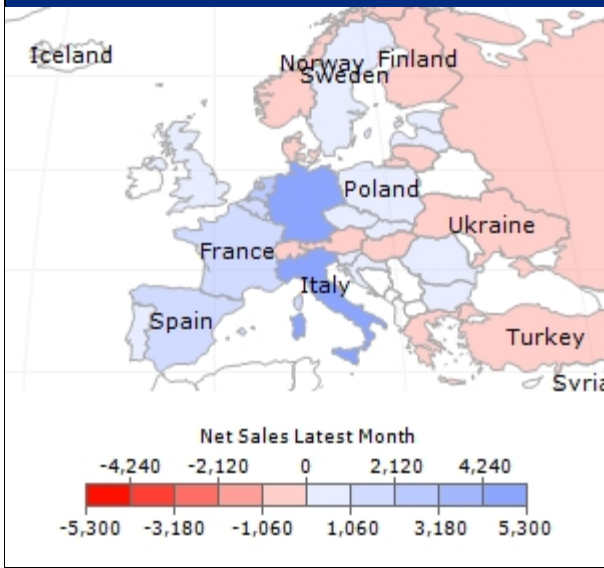 Iceland
Norway
Finland
Sweden
Poland
Ukraine
France
Italy
Spain
Turkey
Syria
Net Sales Latest Month
-4,240 -2,120 0 2,120 4,240
-5,300 -3,180 -1,060 1,060 3,180 5,300